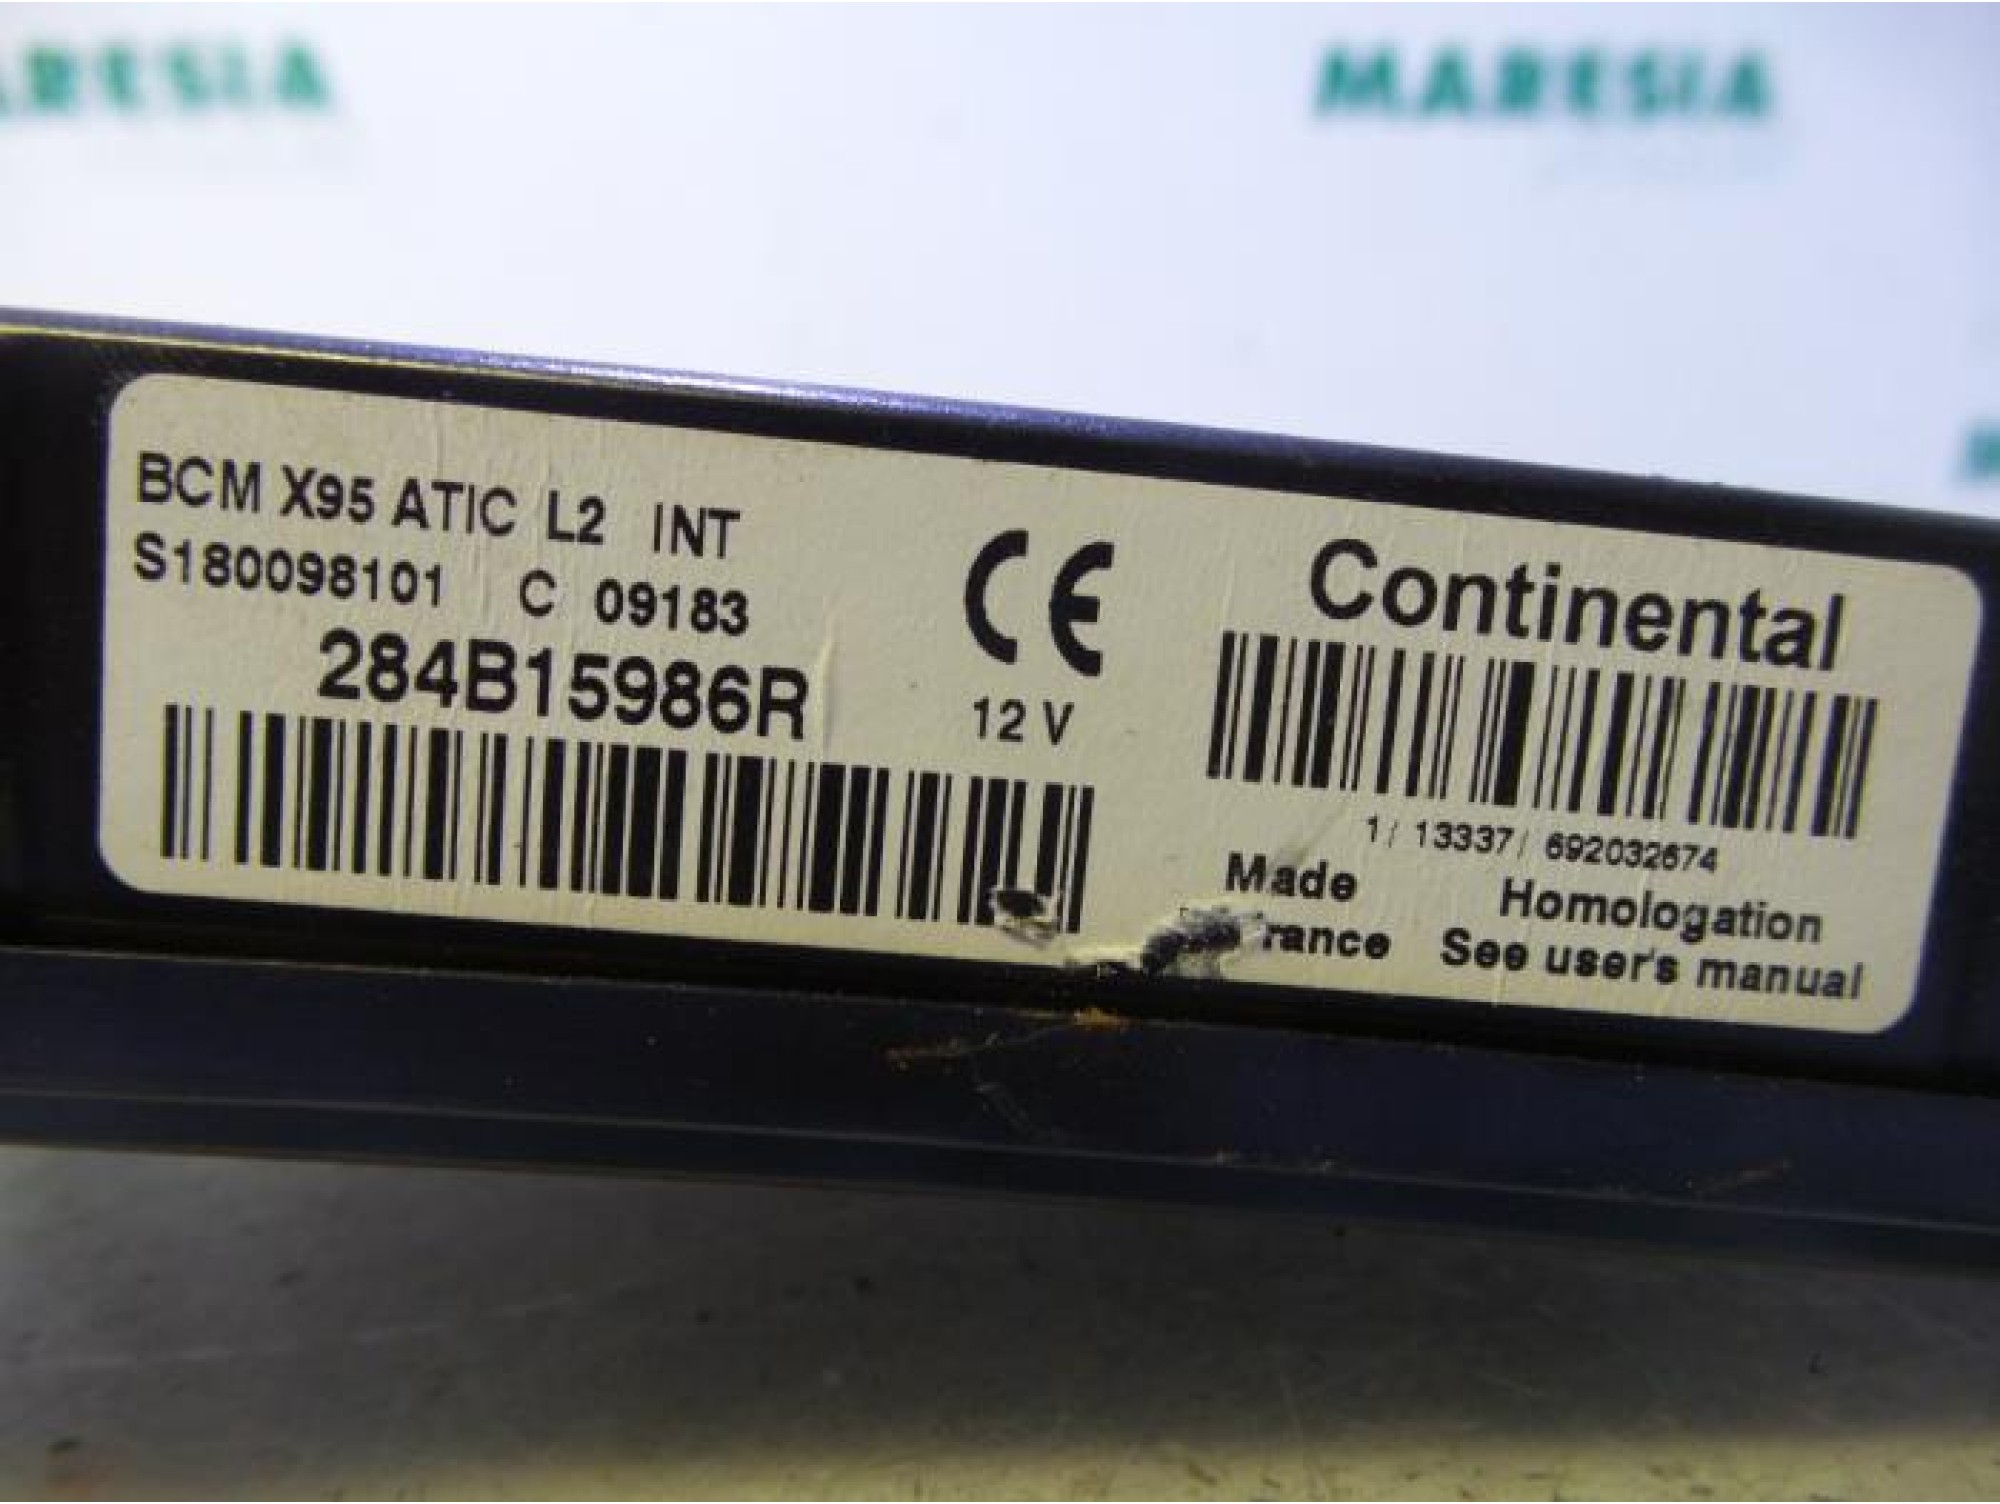 MARESIA
BCM X95 ATIC L2 INT
S180098101 C 09183
284B15986R
CE
12 V
Continental
1/ 13337/ 692032674
Made
rance
Homologation
See user's manual